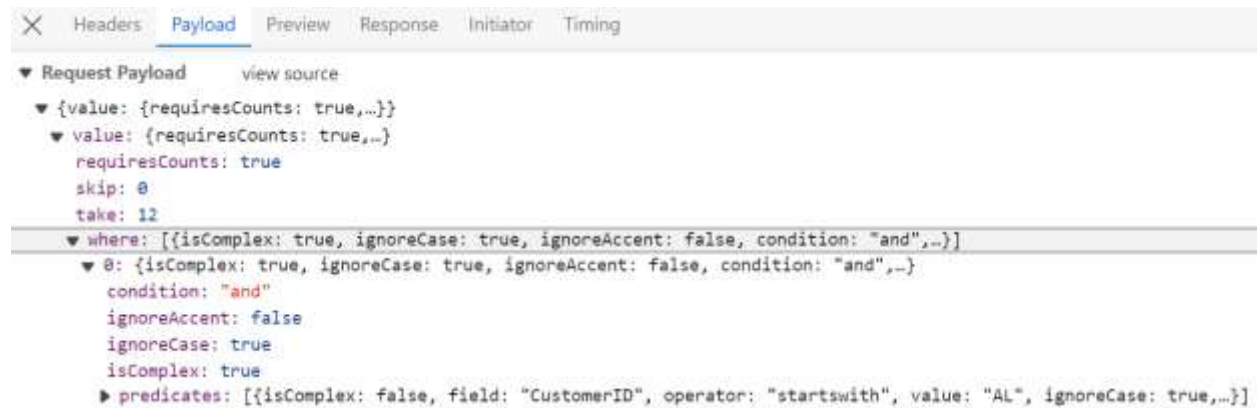 Headers Payload Preview Response Initiator Timing
▼ Request Payload view source
▼ {value: {requiresCounts: true,…}}
▼ value: {requiresCounts: true,…}
requiresCounts: true
skip: 0
take: 12
▼ where: [{isComplex: true, ignoreCase: true, ignoreAccent: false, condition: "and",…}]
▼ 0: {isComplex: true, ignoreCase: true, ignoreAccent: false, condition: "and",…}
condition: "and"
ignoreAccent: false
ignoreCase: true
isComplex: true
▶ predicates: [{isComplex: false, field: "CustomerID", operator: "startswith", value: "AL", ignoreCase: true,…}]